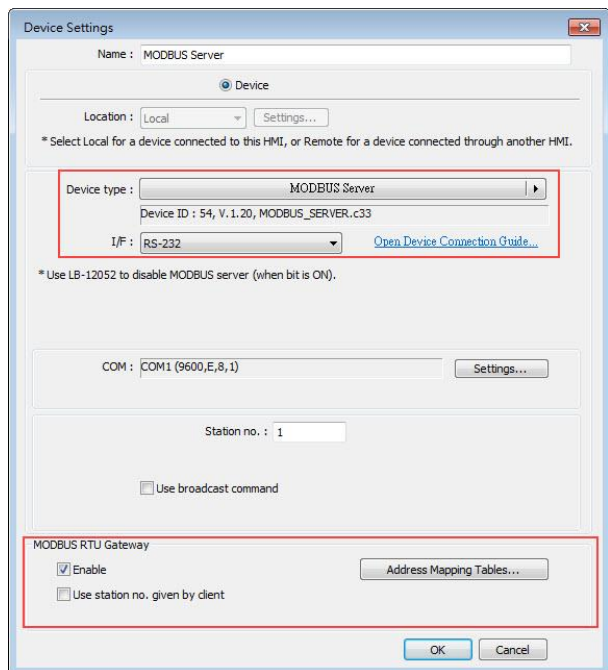 Device Settings
Name : MODBUS Server
Device
Location : Local Settings...
* Select Local for a device connected to this HMI, or Remote for a device connected through another HMI.
Device type : MODBUS Server
Device ID : 54, V.1.20, MODBUS_SERVER.c33
I/F : RS-232 Open Device Connection Guide...
* Use LB-12052 to disable MODBUS server (when bit is ON).
COM : COM1 (9600,E,8,1) Settings...
Station no. : 1
Use broadcast command
MODBUS RTU Gateway
Enable Address Mapping Tables...
Use station no. given by client
OK Cancel